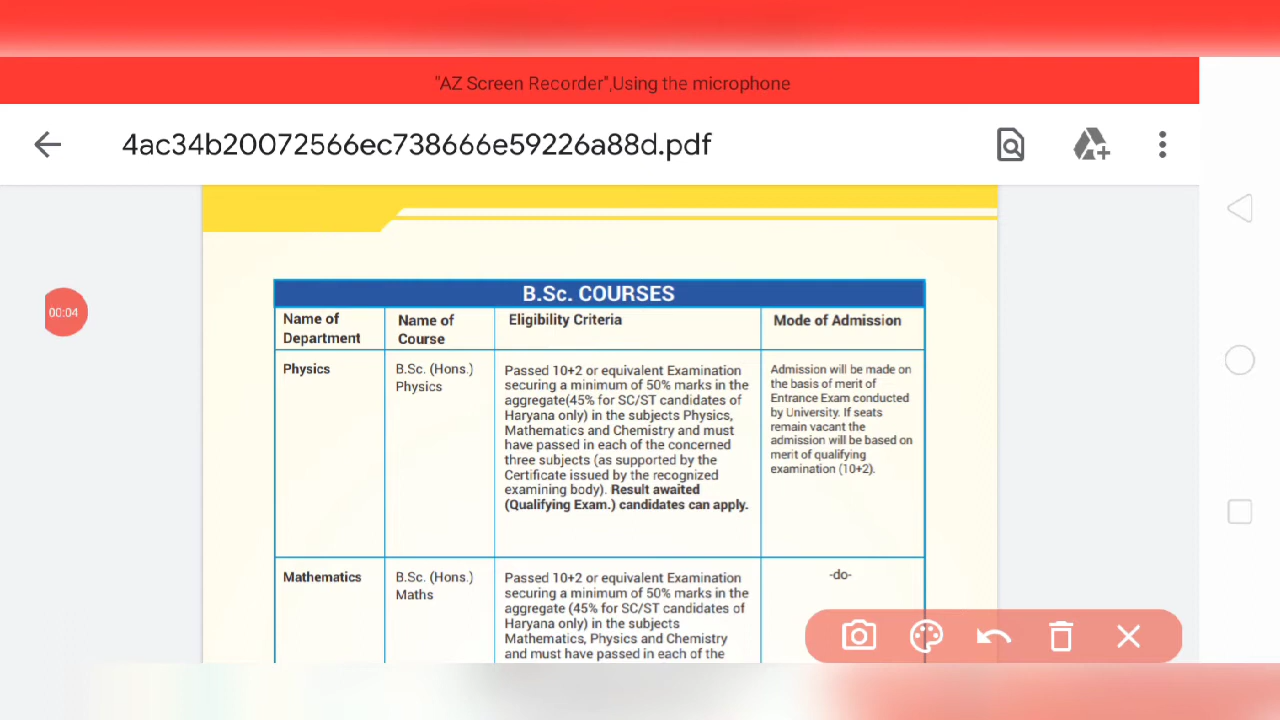 "AZ Screen Recorder",Using the microphone
4ac34b20072566ec738666e59226a88d.pdf
00:04
B.Sc. COURSES
Name of
Department
Name of
Course
Eligibility Criteria
Mode of Admission
Physics
B.Sc. (Hons.)
Physics
Passed 10+2 or equivalent Examination
securing a minimum of 50% marks in the
aggregate(45% for SC/ST candidates of
Haryana only) in the subjects Physics,
Mathematics and Chemistry and must
have passed in each of the concerned
three subjects (as supported by the
Certificate issued by the recognized
examining body). Result awaited
(Qualifying Exam.) candidates can apply.
Admission will be made on
the basis of merit of
Entrance Exam conducted
by University. If seats
remain vacant the
admission will be based on
merit of qualifying
examination (10+2).
Mathematics
B.Sc. (Hons.)
Maths
Passed 10+2 or equivalent Examination
securing a minimum of 50% marks in the
aggregate (45% for SC/ST candidates of
Haryana only) in the subjects
Mathematics, Physics and Chemistry
and must have passed in each of the
-do-